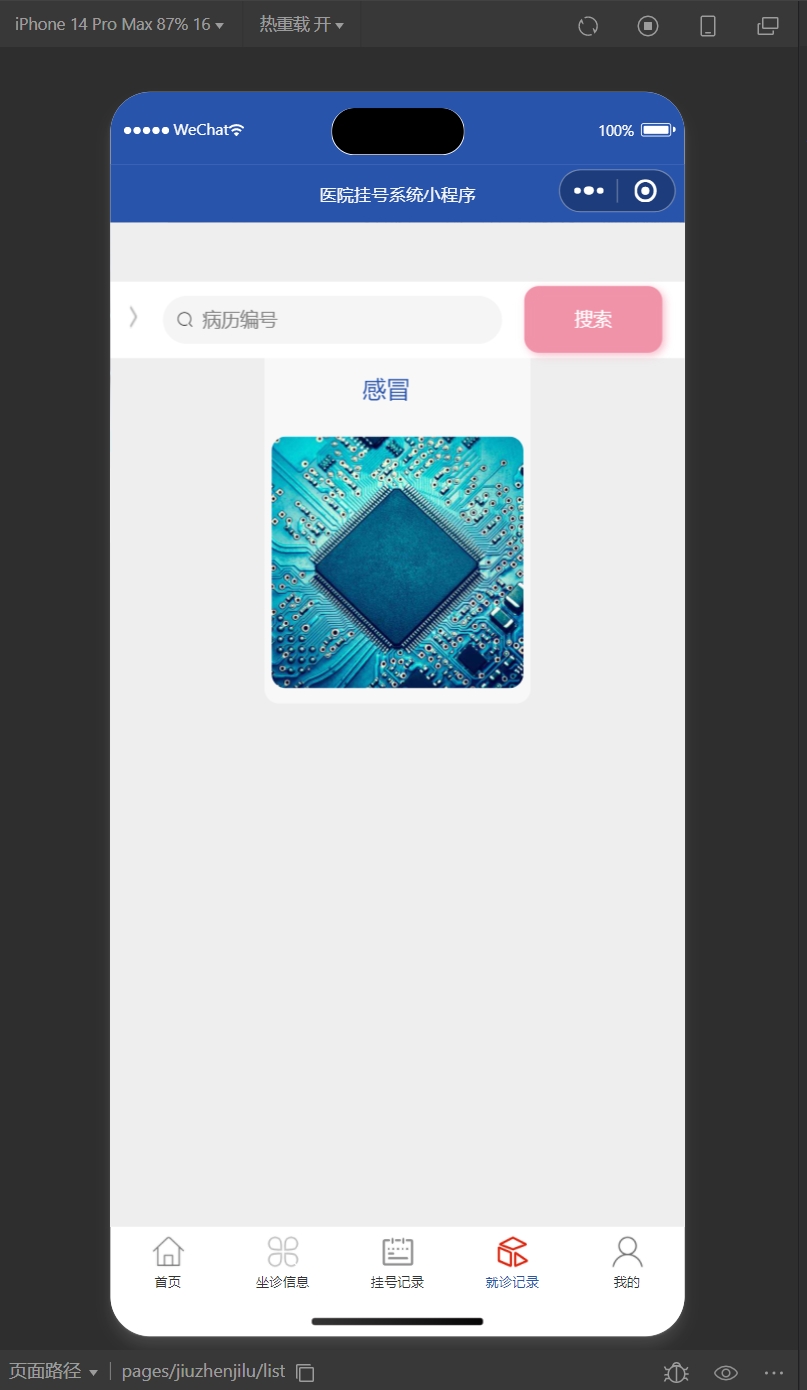 iPhone 14 Pro Max 87% 16 热重载 开
WeChat 100%
医院挂号系统小程序
病历编号 搜索
感冒
首页 坐诊信息 挂号记录 就诊记录 我的
页面路径 pages/jiuzhenjilu/list